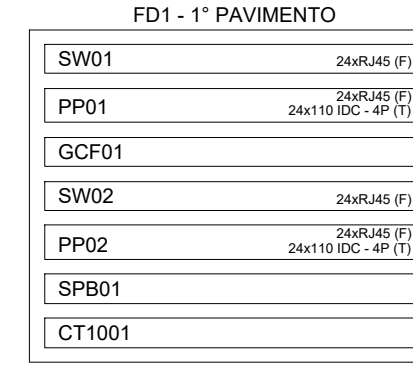 FD1 - 1° PAVIMENTO
SW01 24xRJ45 (F)
PP01 24xRJ45 (F)
24x110 IDC - 4P (T)
GCF01
SW02 24xRJ45 (F)
PP02 24xRJ45 (F)
24x110 IDC - 4P (T)
SPB01
CT1001